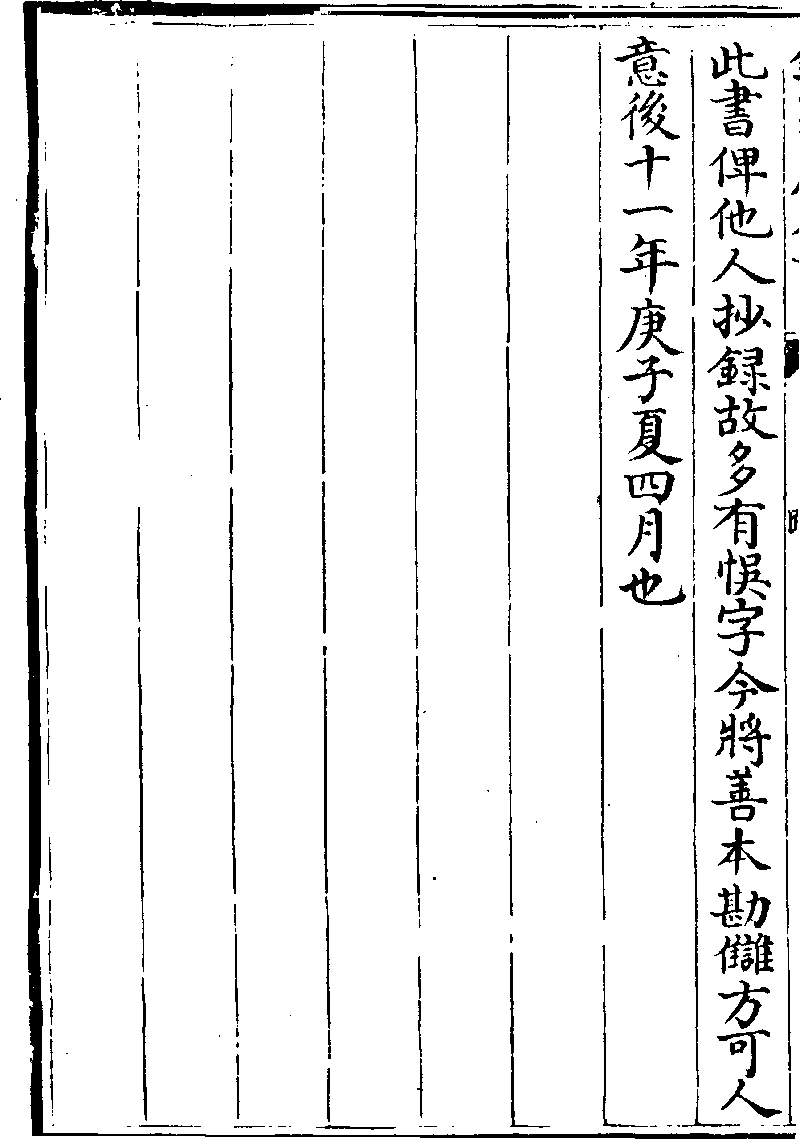 此書俾他人抄録故多有悞字今將善本勘讎方可人
意後十一年庚子夏四月也